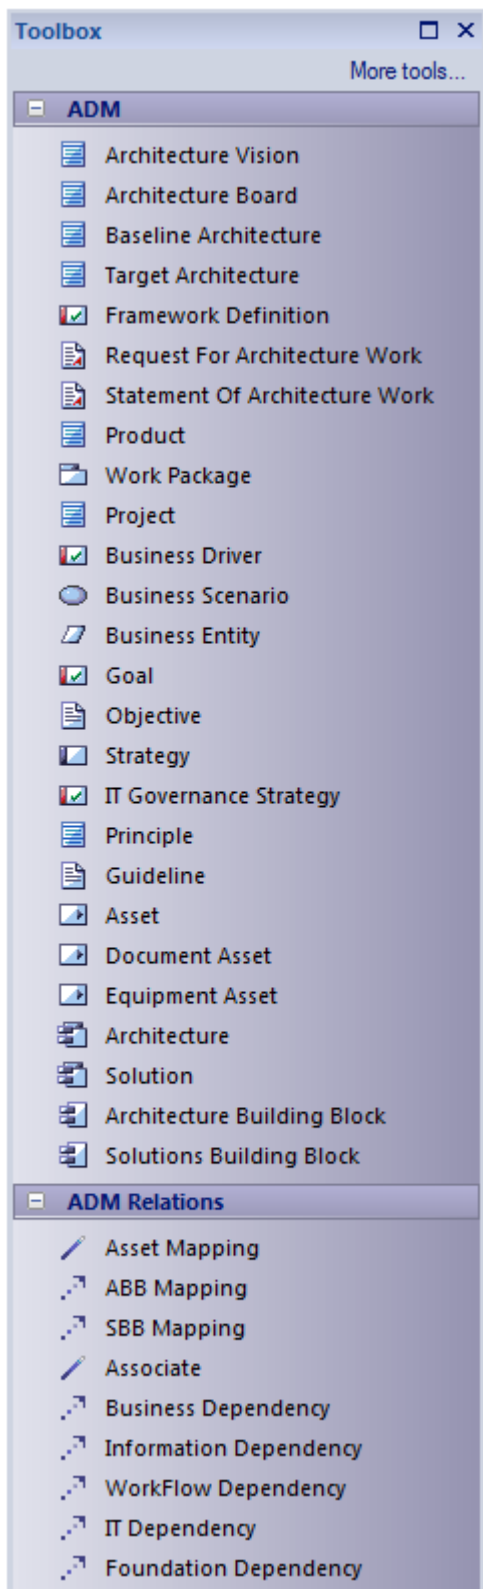 Toolbox
More tools...
ADM
Architecture Vision
Architecture Board
Baseline Architecture
Target Architecture
Framework Definition
Request For Architecture Work
Statement Of Architecture Work
Product
Work Package
Project
Business Driver
Business Scenario
Business Entity
Goal
Objective
Strategy
IT Governance Strategy
Principle
Guideline
Asset
Document Asset
Equipment Asset
Architecture
Solution
Architecture Building Block
Solutions Building Block
ADM Relations
Asset Mapping
ABB Mapping
SBB Mapping
Associate
Business Dependency
Information Dependency
WorkFlow Dependency
IT Dependency
Foundation Dependency